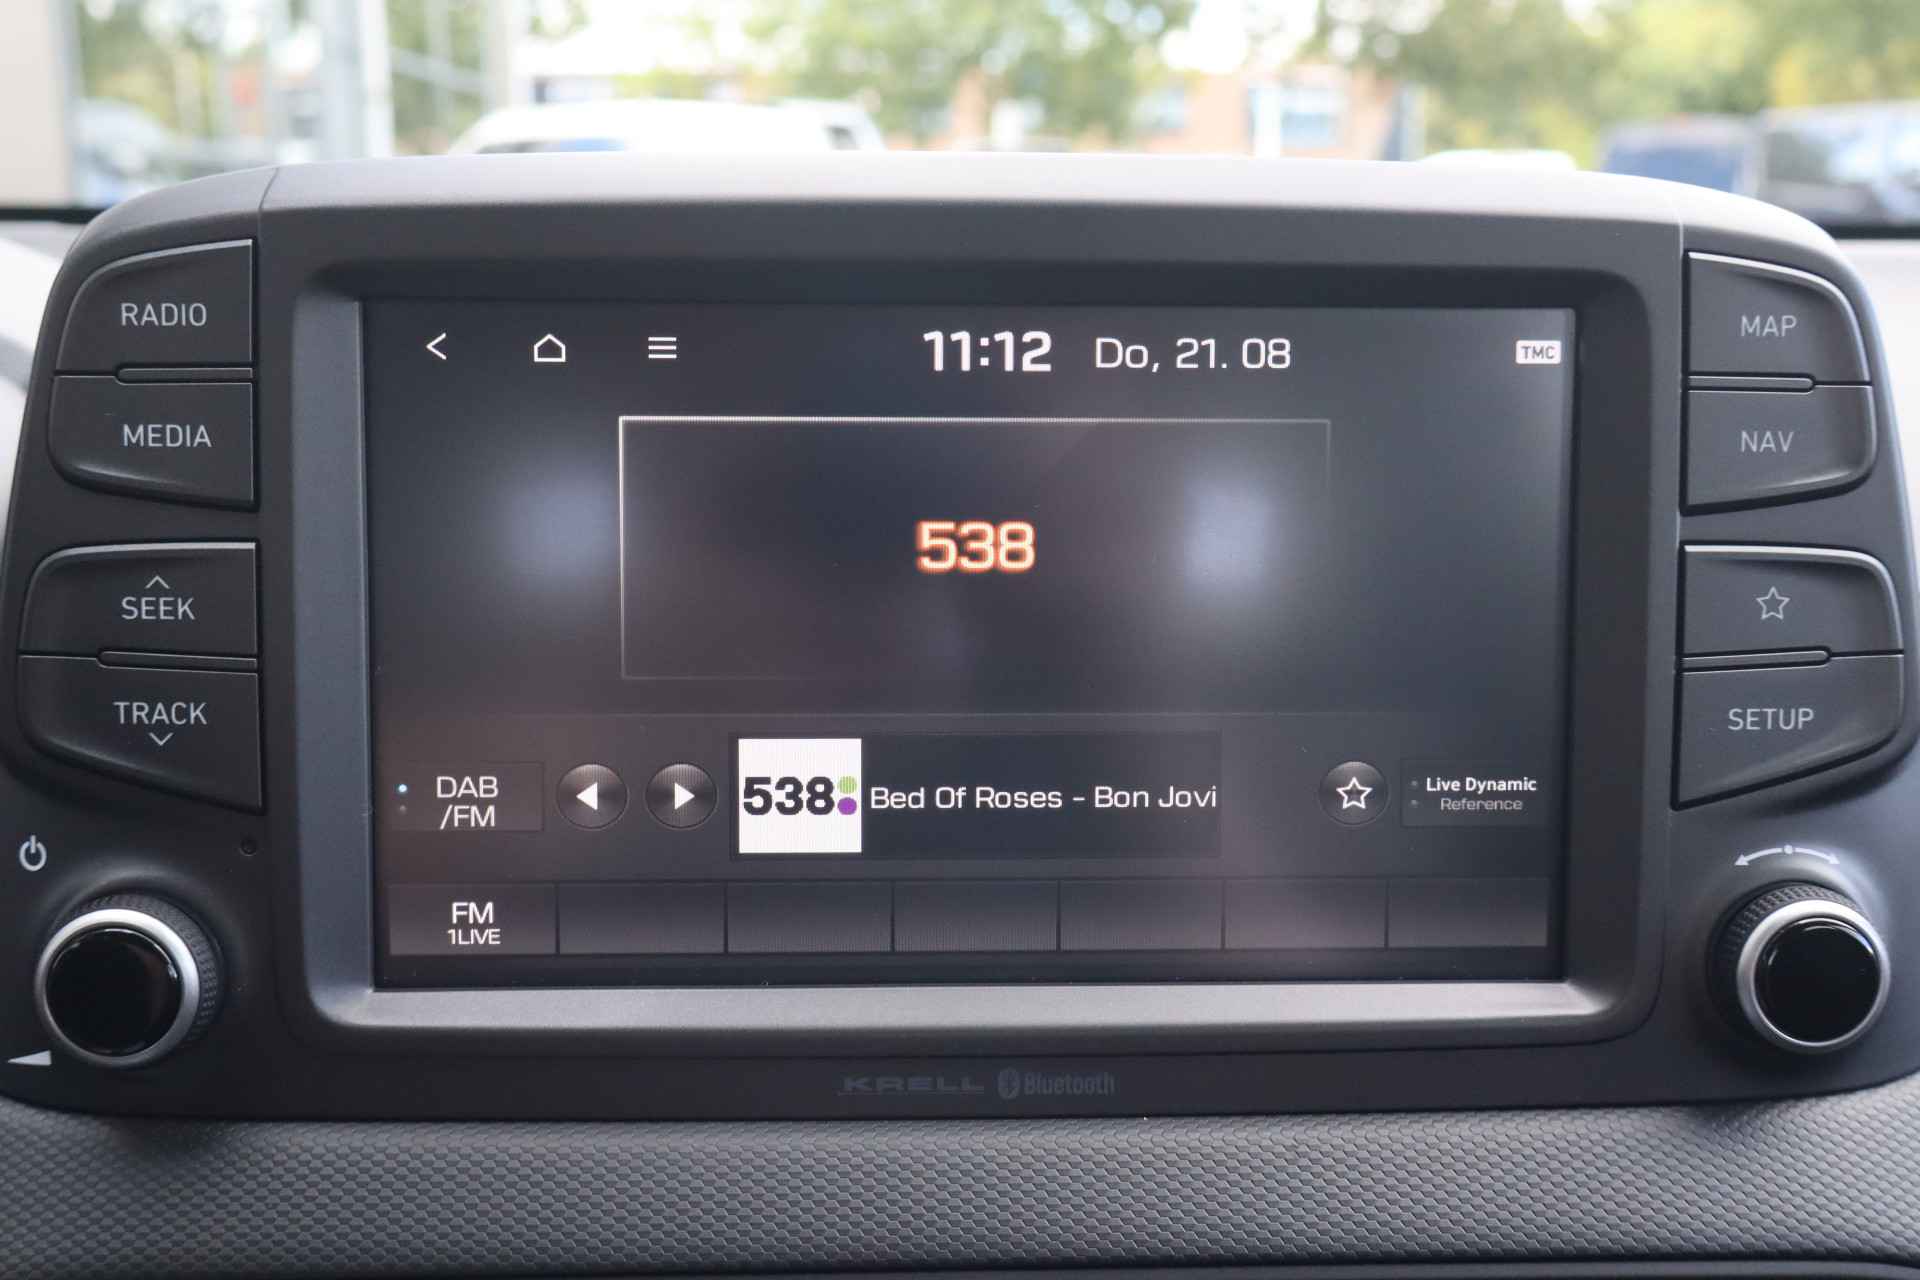 RADIO
MEDIA
SEEK
TRACK
11:12 Do, 21. 08
TMC
538
DAB
/FM
538
Bed Of Roses - Bon Jovi
Live Dynamic
Reference
FM
1LIVE
MAP
NAV
SETUP
KRELL Bluetooth